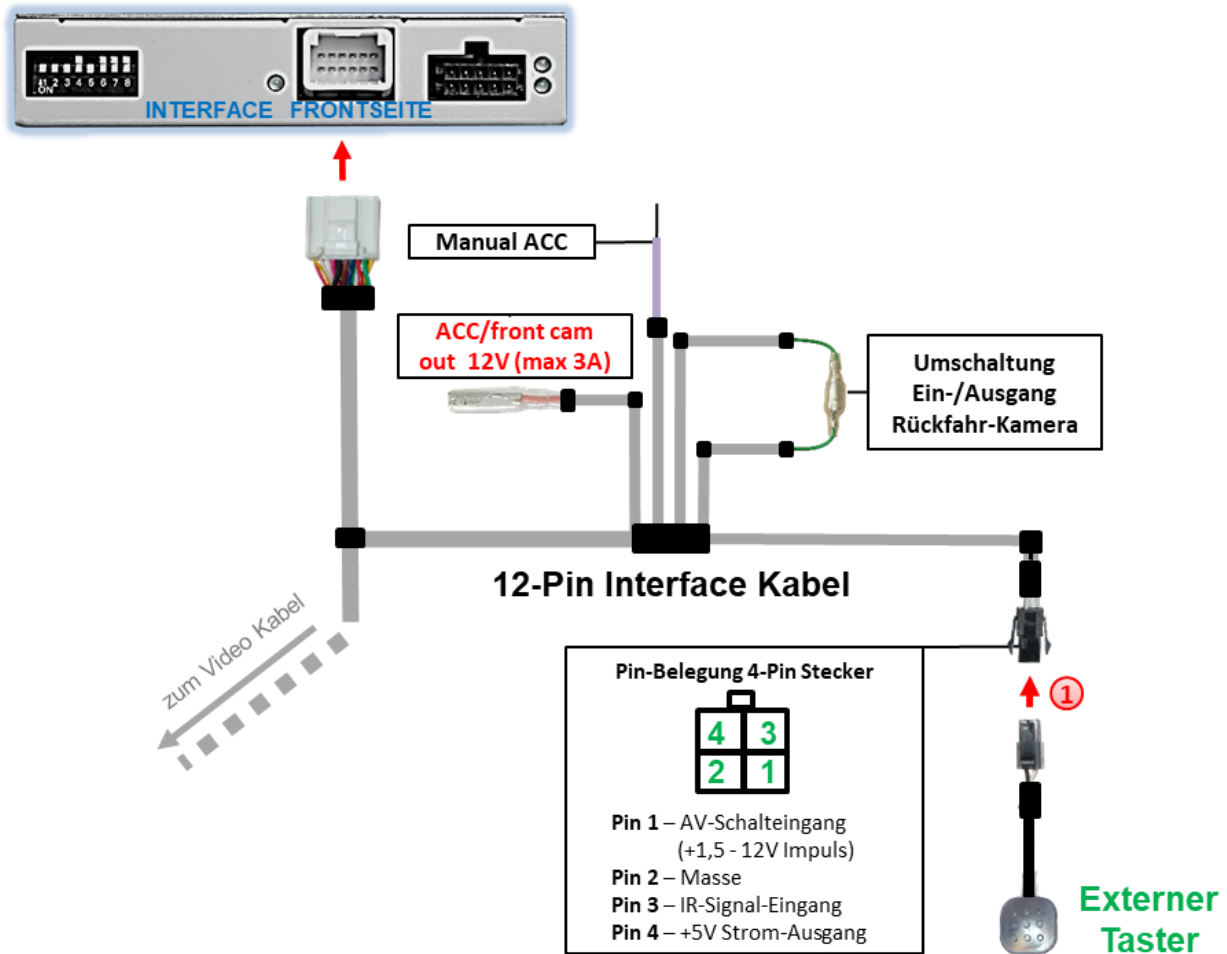 1 2 3 4 5 6 7 8
ON
INTERFACE FRONTSEITE
Manual ACC
ACC/front cam
out 12V (max 3A)
Umschaltung
Ein-/Ausgang
Rückfahr-Kamera
12-Pin Interface Kabel
zum Video Kabel
Pin-Belegung 4-Pin Stecker
4 3
2 1
Pin 1 – AV-Schalteingang
(+1,5 - 12V Impuls)
Pin 2 – Masse
Pin 3 – IR-Signal-Eingang
Pin 4 – +5V Strom-Ausgang
1
Externer
Taster